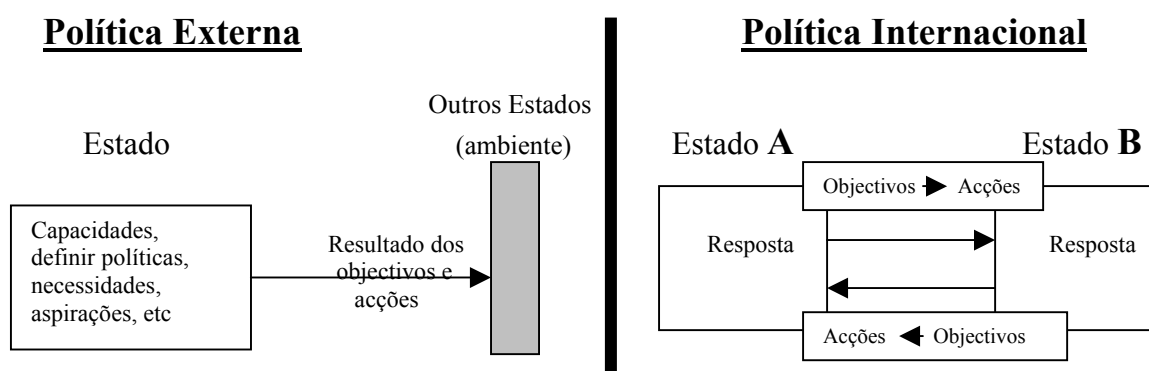 Política Externa
Estado
Outros Estados
(ambiente)
Capacidades,
definir políticas,
necessidades,
aspirações, etc
Resultado dos
objectivos e
acções
Política Internacional
Estado A
Estado B
Objectivos Acções
Resposta
Resposta
Acções Objectivos